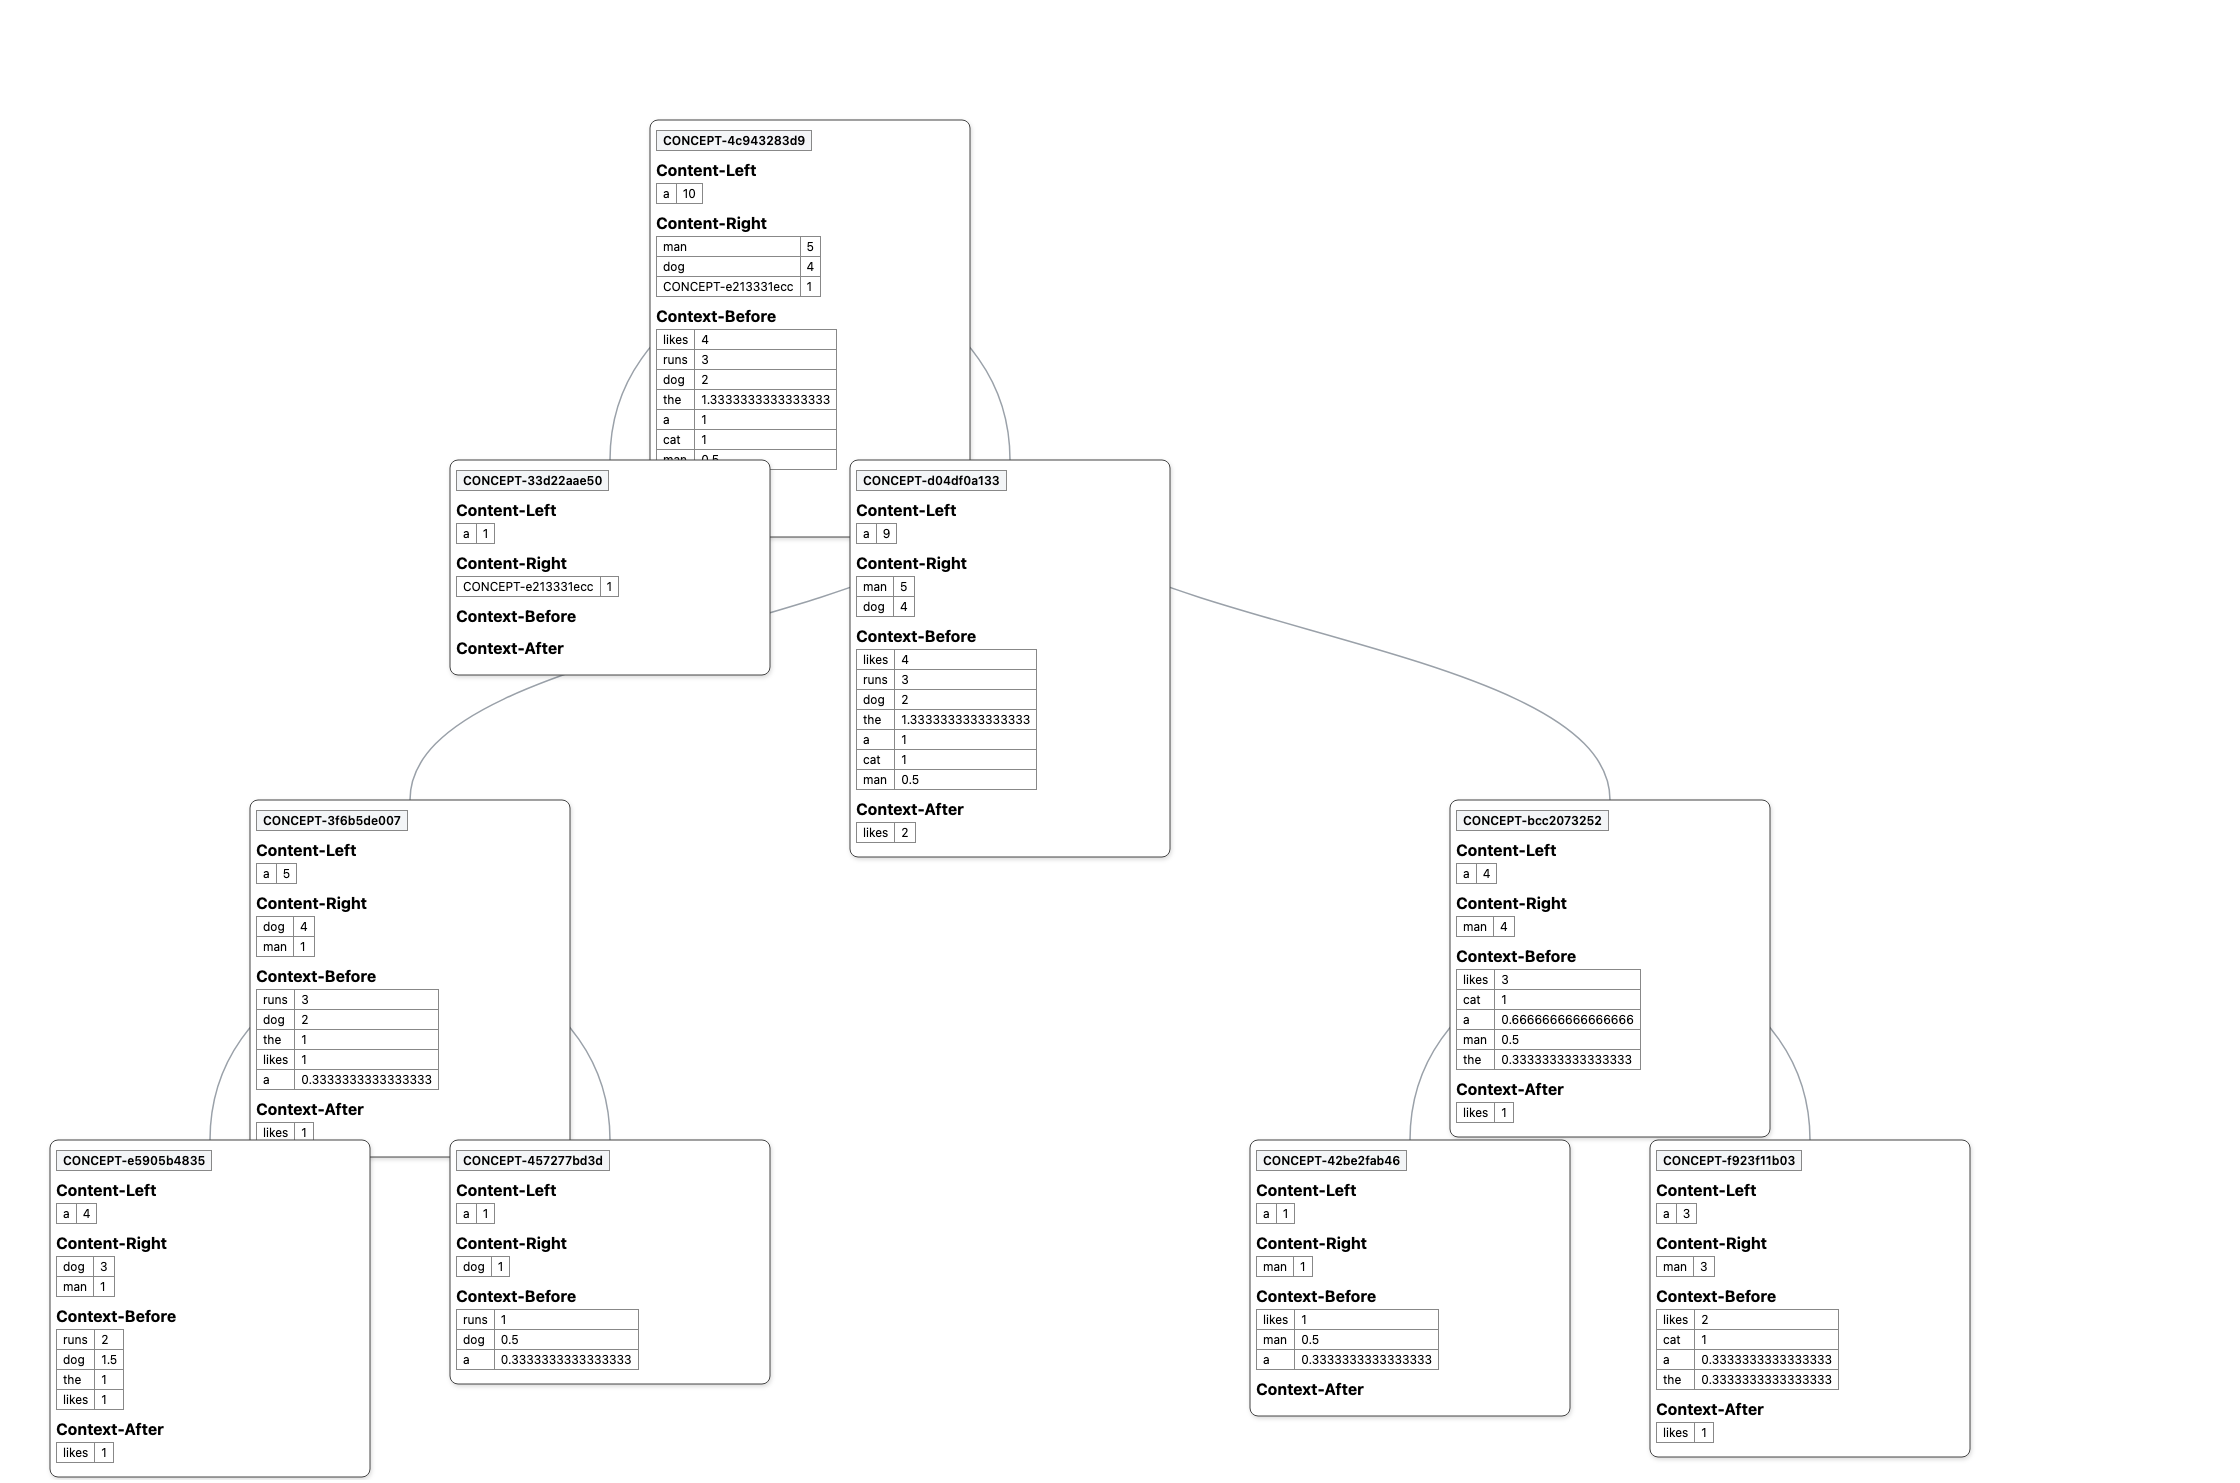 CONCEPT-4c943283d9
Content-Left
a 10
Content-Right
man 5
dog 4
CONCEPT-e213331ecc 1
Context-Before
likes 4
runs 3
dog 2
the 1.3333333333333333
a 1
cat 1
man 0.5
CONCEPT-33d22aae50
Content-Left
a 1
Content-Right
CONCEPT-e213331ecc 1
Context-Before
Context-After
CONCEPT-d04df0a133
Content-Left
a 9
Content-Right
man 5
dog 4
Context-Before
likes 4
runs 3
dog 2
the 1.3333333333333333
a 1
cat 1
man 0.5
Context-After
likes 2
CONCEPT-3f6b5de007
Content-Left
a 5
Content-Right
dog 4
man 1
Context-Before
runs 3
dog 2
the 1
likes 1
a 0.3333333333333333
Context-After
likes 1
CONCEPT-bcc2073252
Content-Left
a 4
Content-Right
man 4
Context-Before
likes 3
cat 1
a 0.6666666666666666
man 0.5
the 0.3333333333333333
Context-After
likes 1
CONCEPT-e5905b4835
Content-Left
a 4
Content-Right
dog 3
man 1
Context-Before
runs 2
dog 1.5
the 1
likes 1
Context-After
likes 1
CONCEPT-457277bd3d
Content-Left
a 1
Content-Right
dog 1
Context-Before
runs 1
dog 0.5
a 0.3333333333333333
CONCEPT-42be2fab46
Content-Left
a 1
Content-Right
man 1
Context-Before
likes 1
man 0.5
a 0.3333333333333333
Context-After
CONCEPT-f923f11b03
Content-Left
a 3
Content-Right
man 3
Context-Before
likes 2
cat 1
a 0.3333333333333333
the 0.3333333333333333
Context-After
likes 1